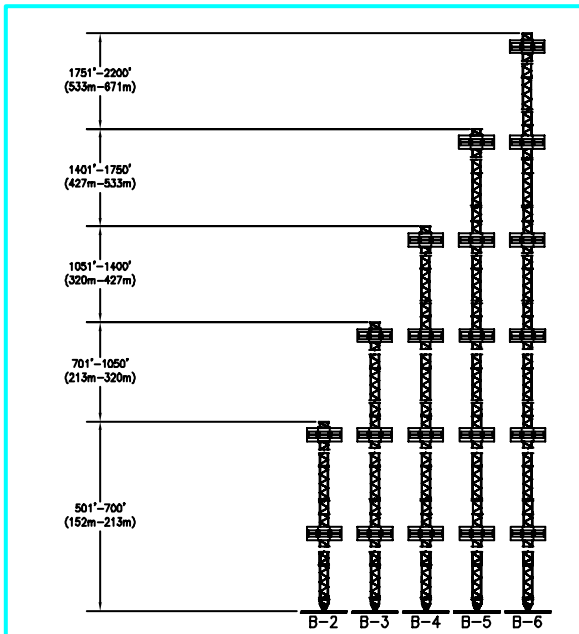 1751'-2200'
(533m-671m)
1401'-1750'
(427m-533m)
1051'-1400'
(320m-427m)
701'-1050'
(213m-320m)
501'-700'
(152m-213m)
B-2 B-3 B-4 B-5 B-6